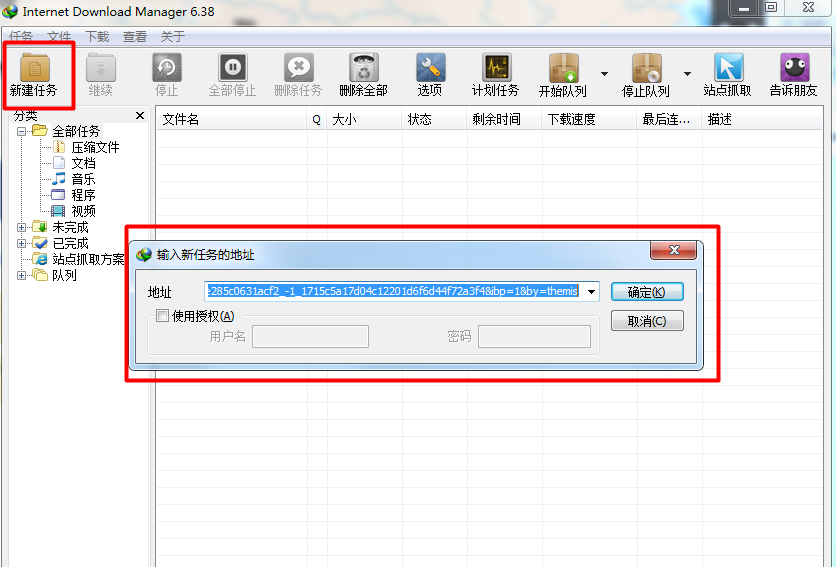 Internet Download Manager 6.38
任务 文件 下载 查看 关于
新建任务 继续 停止 全部停止 删除任务 删除全部 选项 计划任务 开始队列 停止队列 站点抓取 告诉朋友
分类
文件名 Q 大小 状态 剩余时间 下载速度 最后连... 描述
全部任务
压缩文件
文档
音乐
程序
视频
未完成
已完成
站点抓取方案
队列
输入新任务的地址
地址 -285c0631acf2_-1_1715c5a17d04c12201d6f6d44f72a3f4&ibp=1&by=themis 确定(K)
使用授权(A) 取消(C)
用户名 密码